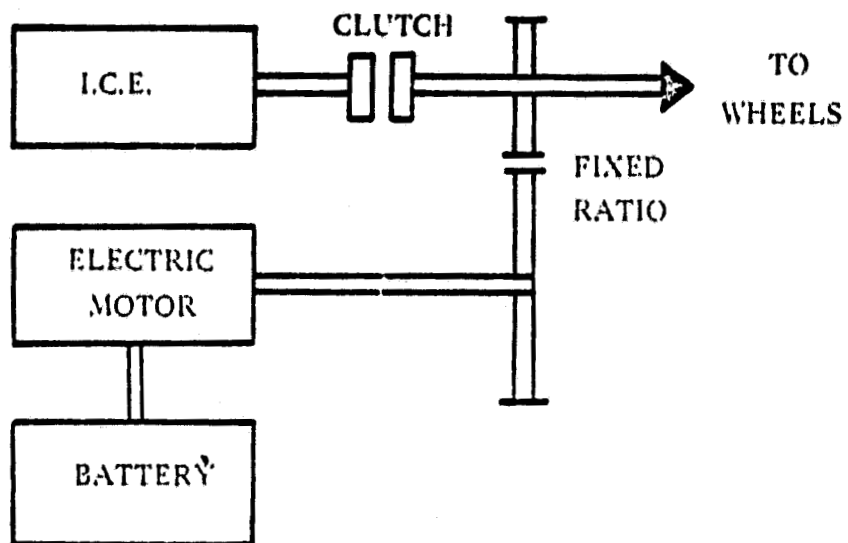 CLUTCH
I.C.E.
TO
WHEELS
FIXED
RATIO
ELECTRIC
MOTOR
BATTERY